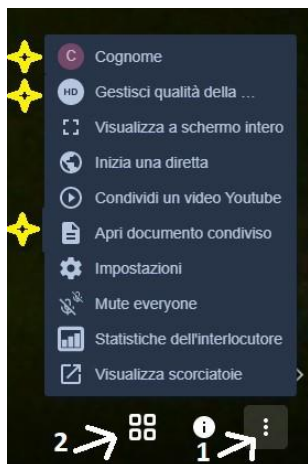 C Cognome
HD Gestisci qualità della ...
Visualizza a schermo intero
Inizia una diretta
Condividi un video Youtube
Apri documento condiviso
Impostazioni
Mute everyone
Statistiche dell'interlocutore
Visualizza scorciatoie
2 i 1